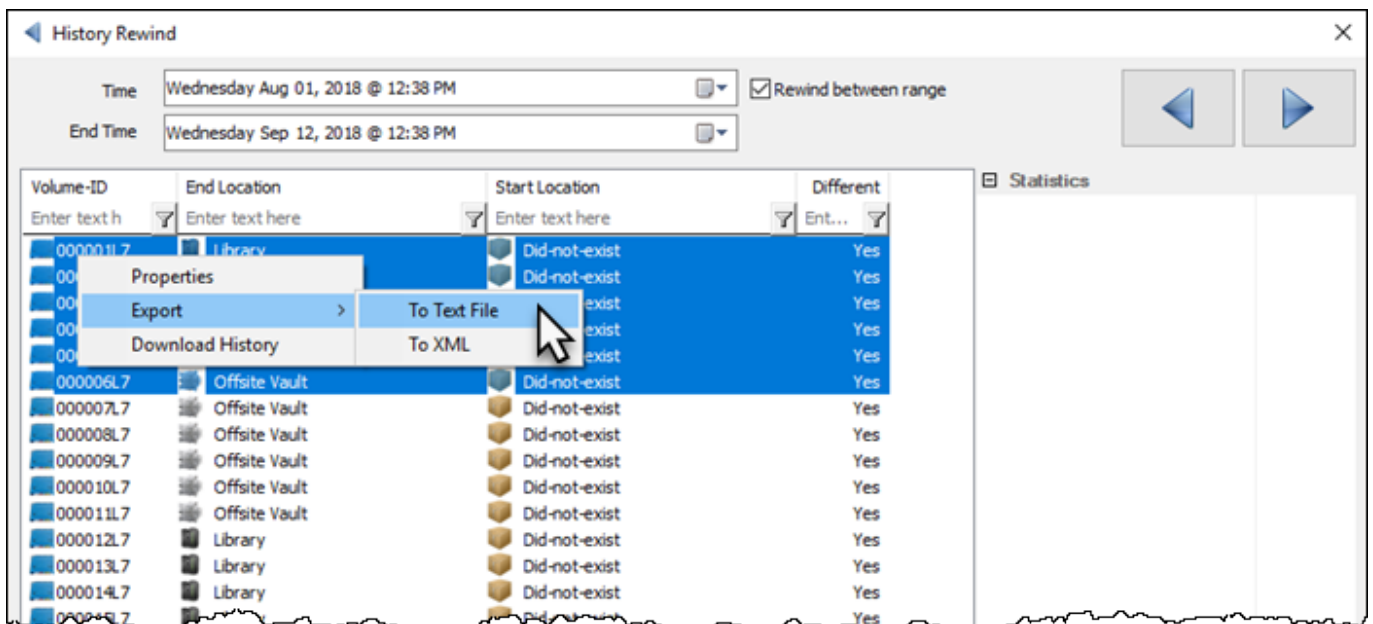 History Rewind
Time Wednesday Aug 01, 2018 @ 12:38 PM Rewind between range
End Time Wednesday Sep 12, 2018 @ 12:38 PM
Volume-ID End Location Start Location Different Statistics
Enter text h Enter text here Enter text here Ent...
000001L7 Library Did-not-exist Yes
Properties Did-not-exist Yes
Export > To Text File exist Yes
exist Yes
Download History To XML exist Yes
000006L7 Offsite Vault Did-not-exist Yes
000007L7 Offsite Vault Did-not-exist Yes
000008L7 Offsite Vault Did-not-exist Yes
000009L7 Offsite Vault Did-not-exist Yes
000010L7 Offsite Vault Did-not-exist Yes
000011L7 Offsite Vault Did-not-exist Yes
000012L7 Library Did-not-exist Yes
000013L7 Library Did-not-exist Yes
000014L7 Library Did-not-exist Yes
Yes